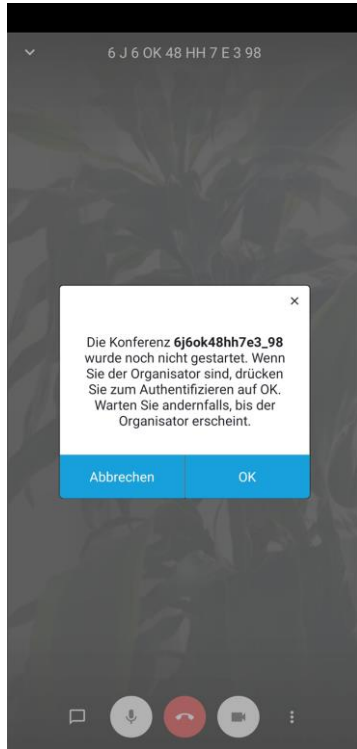 6 J 6 OK 48 HH 7 E 3 98
Die Konferenz 6j6ok48hh7e3_98
wurde noch nicht gestartet. Wenn
Sie der Organisator sind, drücken
Sie zum Authentifizieren auf OK.
Warten Sie andernfalls, bis der
Organisator erscheint.
Abbrechen OK